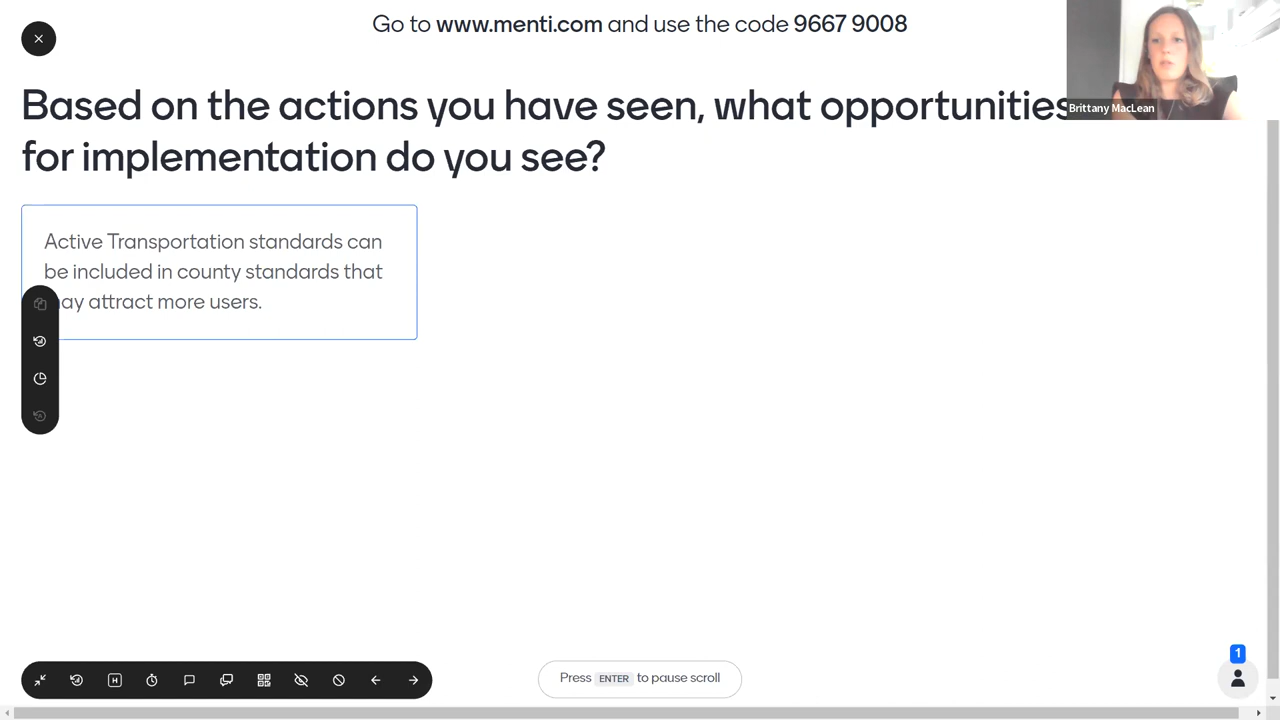 Go to www.menti.com and use the code 9667 9008
Brittany MacLean
Based on the actions you have seen, what opportunities
for implementation do you see?
Active Transportation standards can
be included in county standards that
ay attract more users.
H
Press ENTER to pause scroll
1